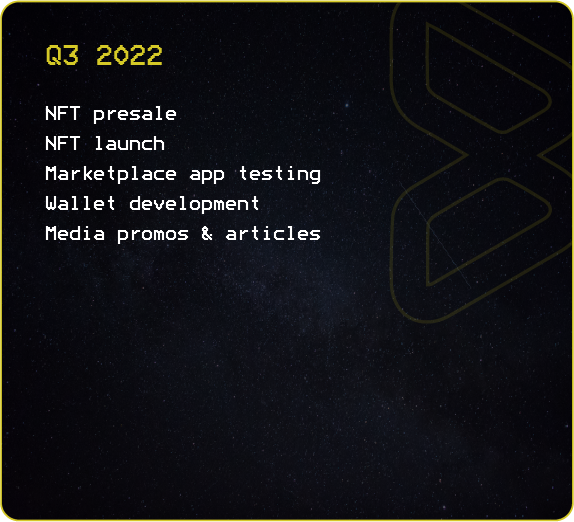 Q3 2022
NFT presale
NFT launch
Marketplace app testing
Wallet development
Media promos & articles